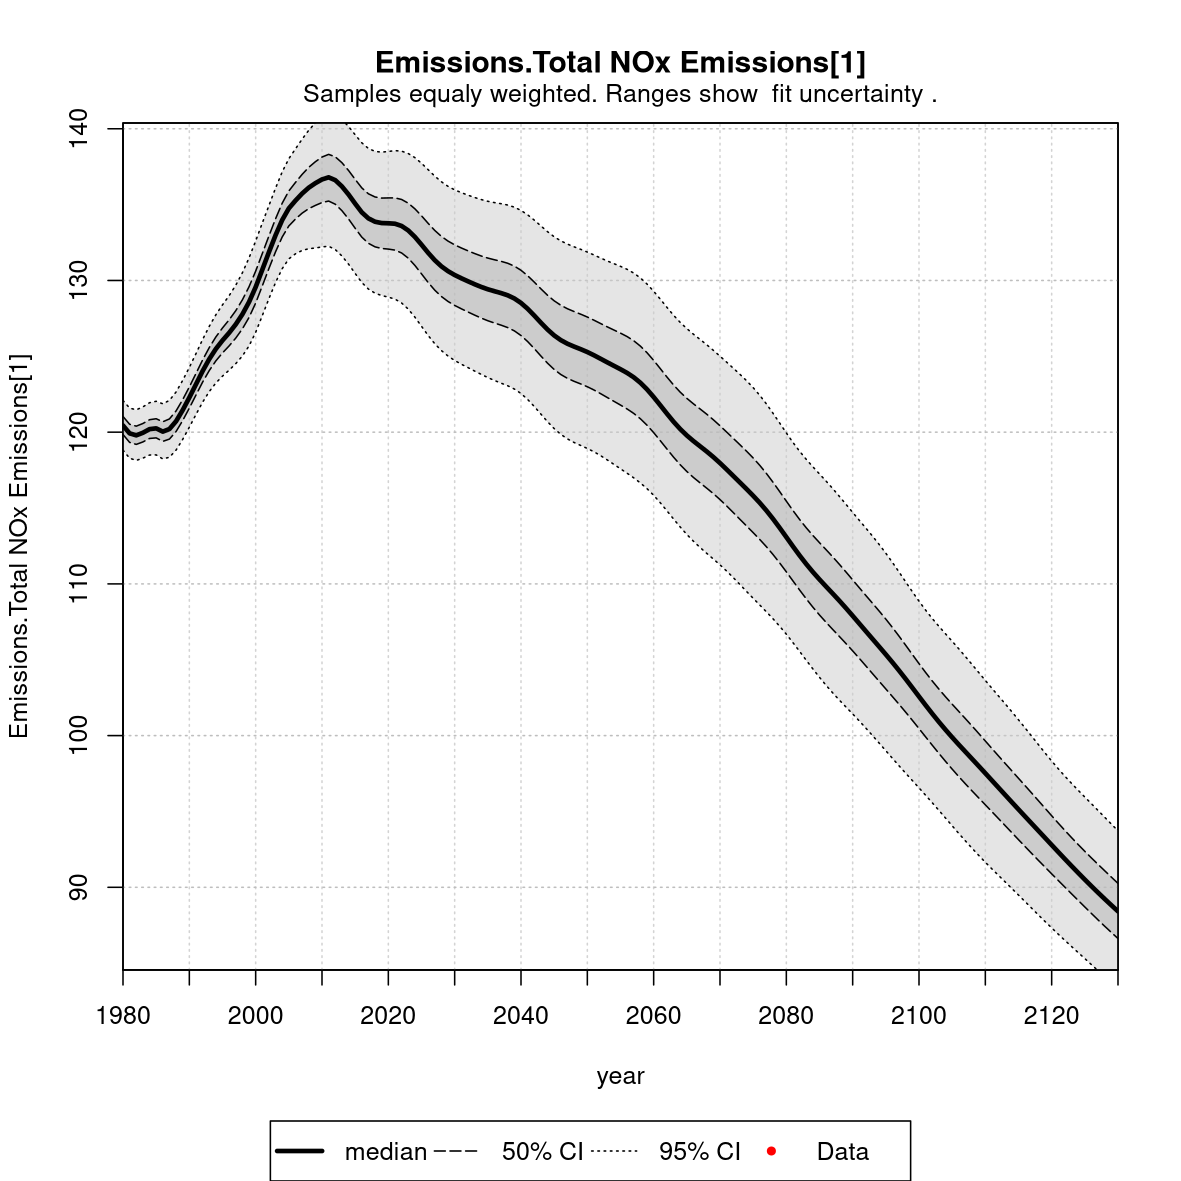 Emissions.Total NOx Emissions[1]
Samples equaly weighted. Ranges show  fit uncertainty .
Emissions.Total NOx Emissions[1]
140
130
120
110
100
90
1980 2000 2020 2040 2060 2080 2100 2120
year
median 50% CI 95% CI Data